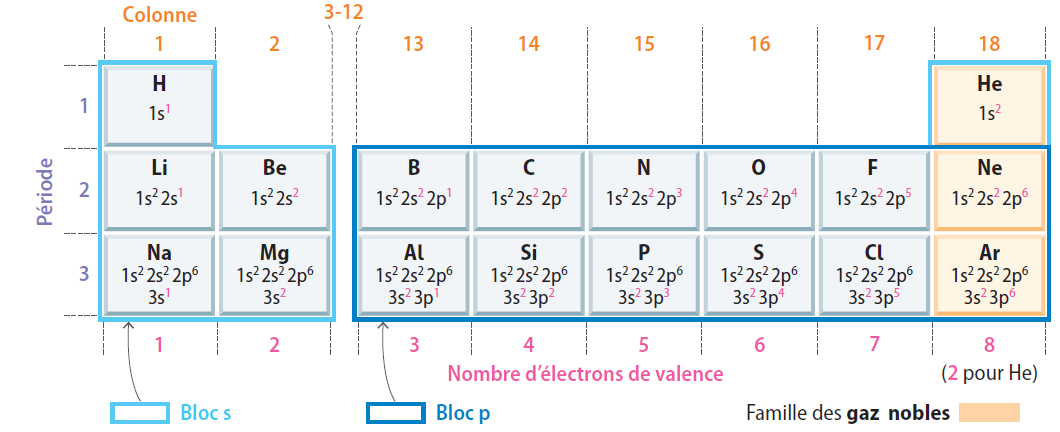 Colonne 3-12
1 2 13 14 15 16 17 18
H He
1 1s¹ 1s²
Période
Li Be B C N O F Ne
2 1s² 2s¹ 1s² 2s² 1s² 2s² 2p¹ 1s² 2s² 2p² 1s² 2s² 2p³ 1s² 2s² 2p⁴ 1s² 2s² 2p⁵ 1s² 2s² 2p⁶
Na Mg Al Si P S Cl Ar
3 1s² 2s² 2p⁶ 1s² 2s² 2p⁶ 1s² 2s² 2p⁶ 1s² 2s² 2p⁶ 1s² 2s² 2p⁶ 1s² 2s² 2p⁶ 1s² 2s² 2p⁶ 1s² 2s² 2p⁶
3s¹ 3s² 3s² 3p¹ 3s² 3p² 3s² 3p³ 3s² 3p⁴ 3s² 3p⁵ 3s² 3p⁶
1 2 3 4 5 6 7 8
Nombre d'électrons de valence (2 pour He)
Bloc s Bloc p Famille des gaz nobles